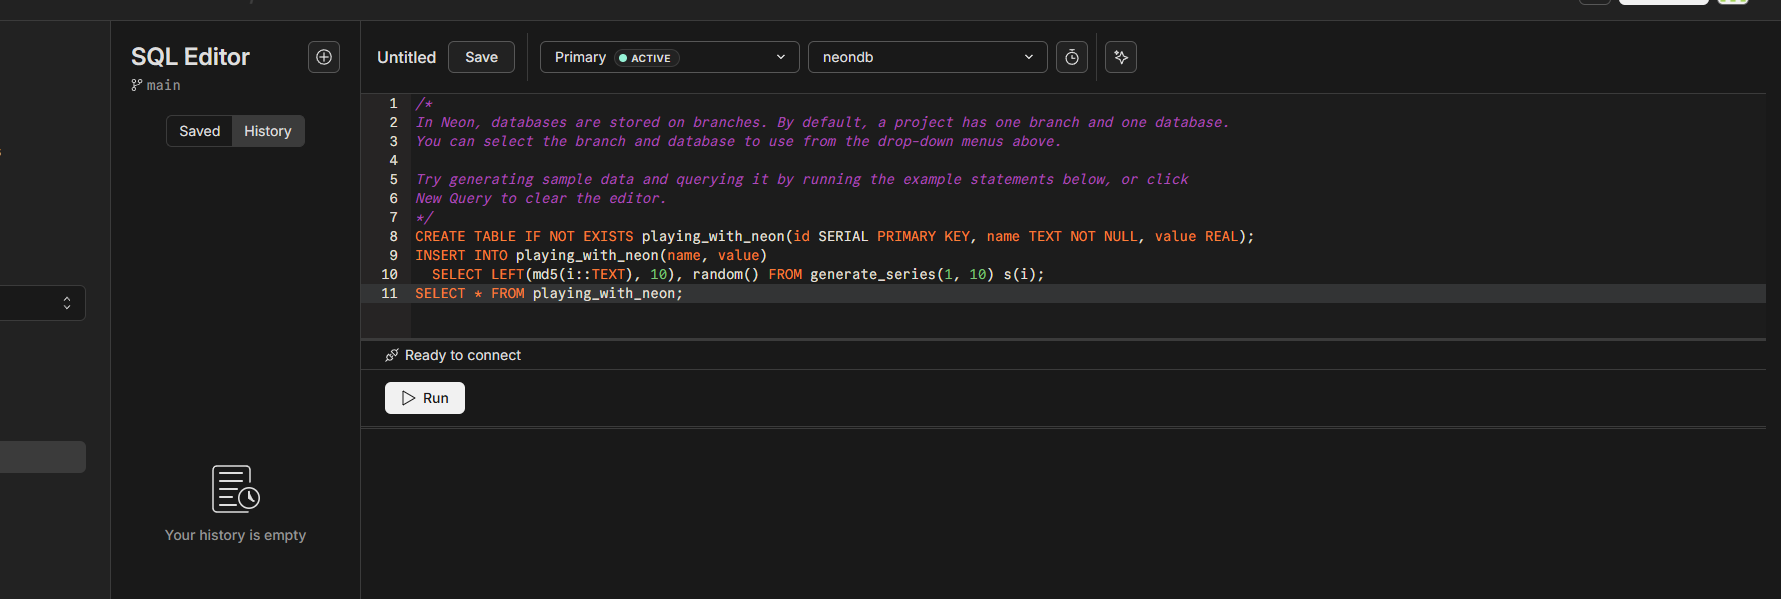 SQL Editor
main
Saved
History
Your history is empty
Untitled
Save
Primary
ACTIVE
neondb
1 /*
2 In Neon, databases are stored on branches. By default, a project has one branch and one database.
3 You can select the branch and database to use from the drop-down menus above.
4
5 Try generating sample data and querying it by running the example statements below, or click
6 New Query to clear the editor.
7 */
8 CREATE TABLE IF NOT EXISTS playing_with_neon(id SERIAL PRIMARY KEY, name TEXT NOT NULL, value REAL);
9 INSERT INTO playing_with_neon(name, value)
10   SELECT LEFT(md5(i::TEXT), 10), random() FROM generate_series(1, 10) s(i);
11 SELECT * FROM playing_with_neon;
Ready to connect
Run